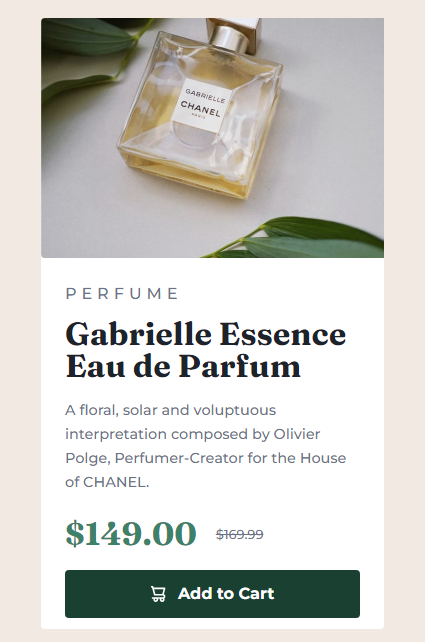 GABRIELLE
CHANEL
PARIS
PERFUME
Gabrielle Essence
Eau de Parfum
A floral, solar and voluptuous
interpretation composed by Olivier
Polge, Perfumer-Creator for the House
of CHANEL.
$149.00 $169.99
Add to Cart